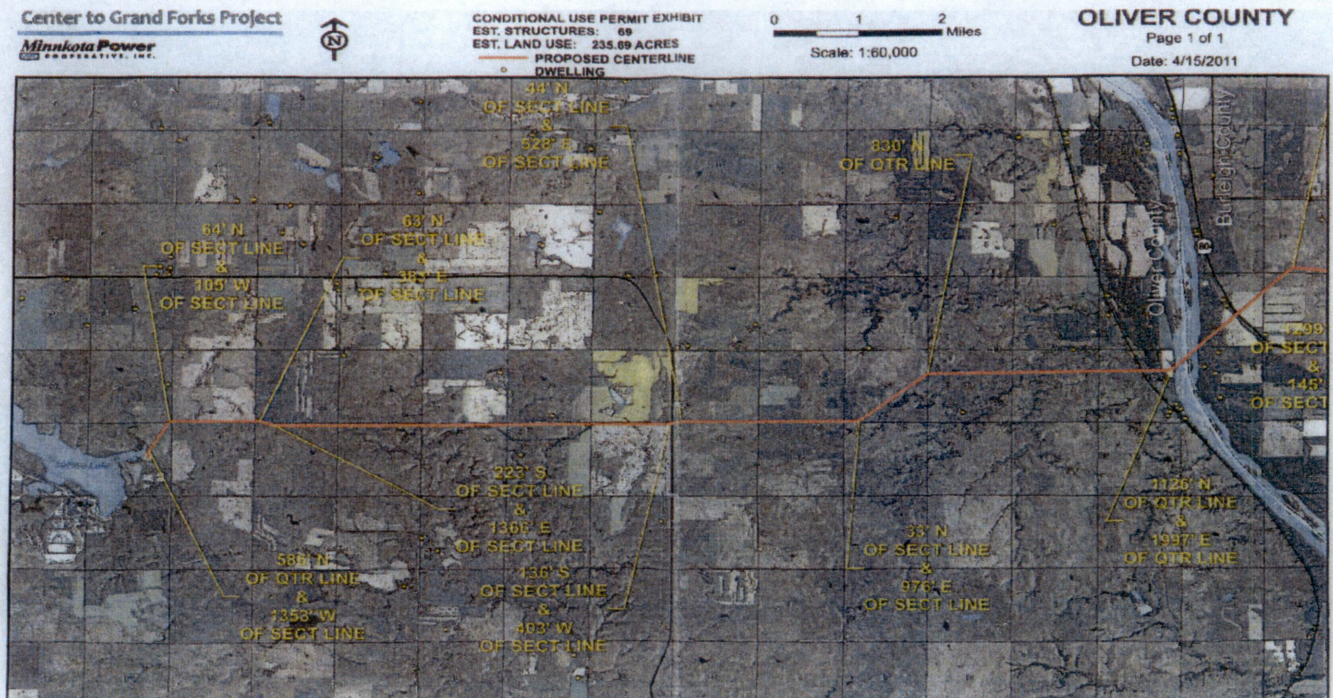 Center to Grand Forks Project
Minnkota Power
COOPERATIVE, INC.
N
CONDITIONAL USE PERMIT EXHIBIT
EST. STRUCTURES: 69
EST. LAND USE: 235.69 ACRES
PROPOSED CENTERLINE
DWELLING
0 1 2 Miles
Scale: 1:60,000
OLIVER COUNTY
Page 1 of 1
Date: 4/15/2011
44' N
OF SECT LINE
&
528' E
OF SECT LINE
830' N
OF QTR LINE
64' N
OF SECT LINE
&
105' W
OF SECT LINE
63' N
OF SECT LINE
&
383' E
OF SECT LINE
Oliver County
Burleigh County
83
1299
OF SECT
&
145'
OF SECT
223' S
OF SECT LINE
&
1366' E
OF SECT LINE
586' N
OF QTR LINE
&
1353' W
OF SECT LINE
136' S
&
403' W
OF SECT LINE
33' N
OF SECT LINE
&
976' E
OF SECT LINE
1126' N
OF QTR LINE
&
1997' E
OF QTR LINE
Lake